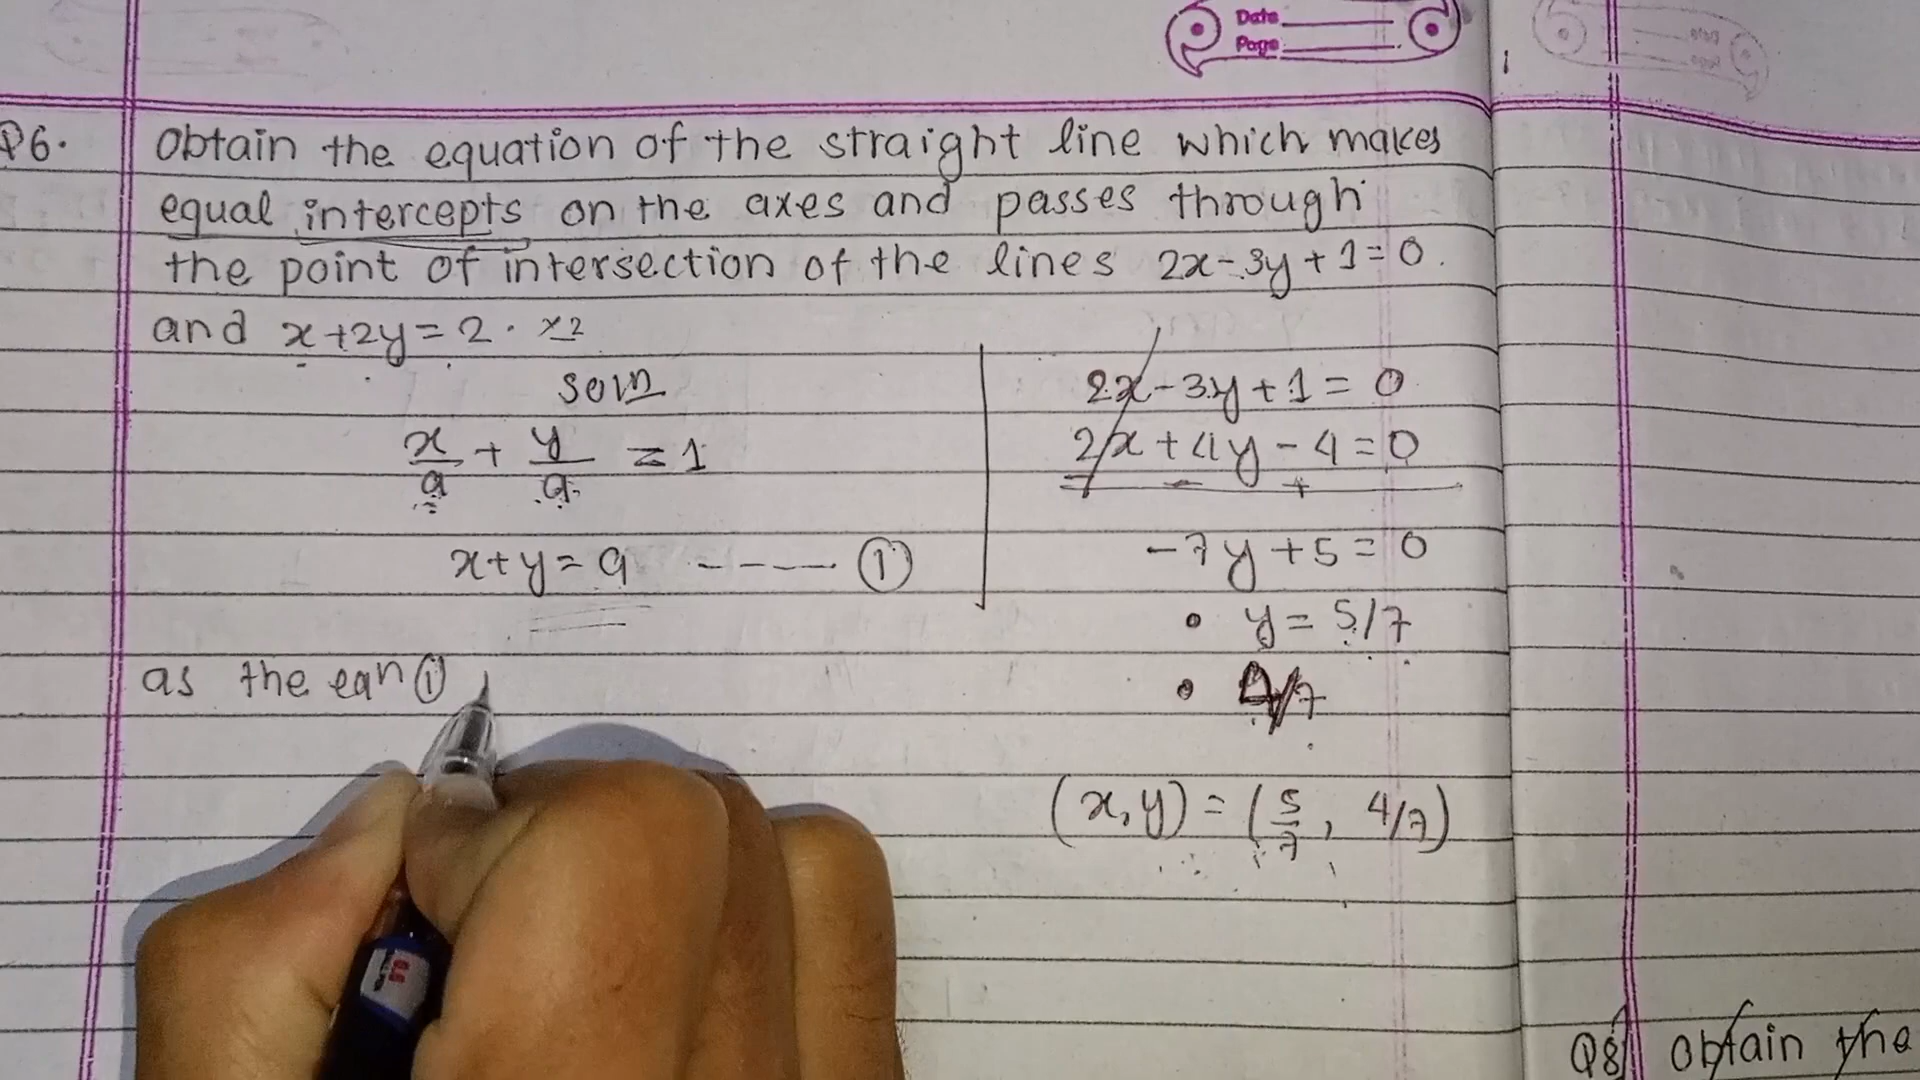 Date
Page
Q6. Obtain the equation of the straight line which makes
equal intercepts on the axes and passes through
the point of intersection of the lines 2x-3y+1=0.
and x+2y=2. x2
soln
x/a + y/a = 1
x+y=a ----- ①
as the eqn ①
2x-3y+1=0
2x+4y-4=0
- - +
-7y+5=0
• y=5/7
• 4/7
(x,y)=(5/7, 4/7)
Q8 Obtain the